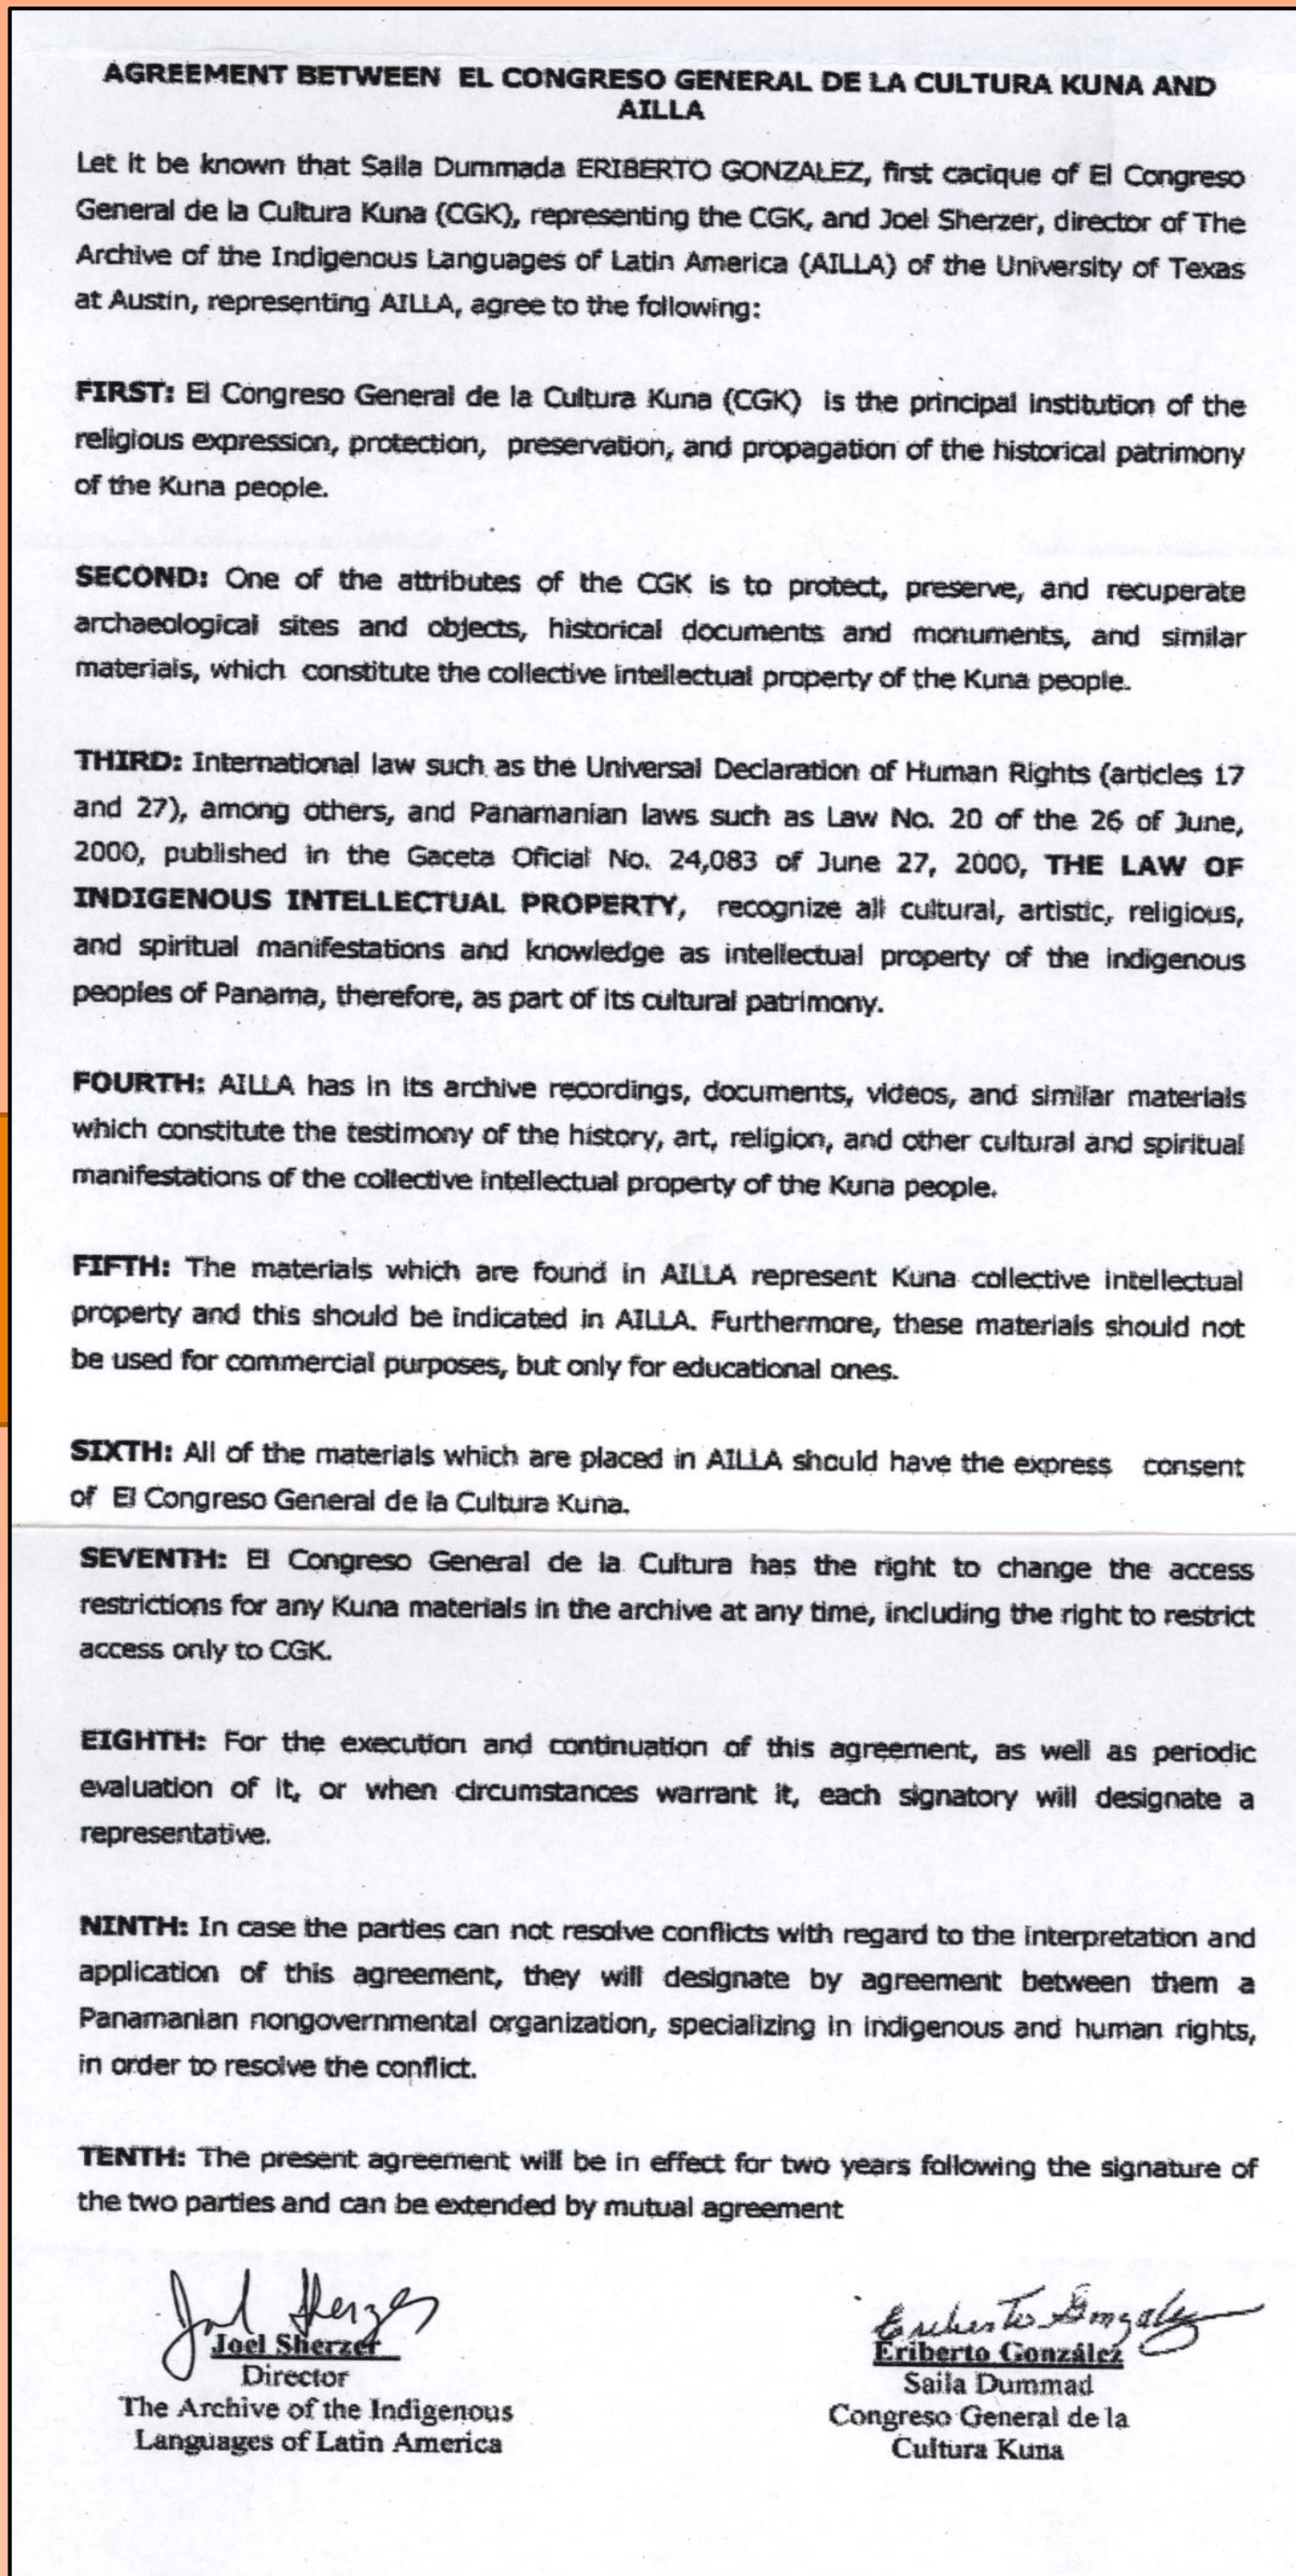 AGREEMENT BETWEEN EL CONGRESO GENERAL DE LA CULTURA KUNA AND
AILLA
Let it be known that Saila Dummada ERIBERTO GONZALEZ, first cacique of El Congreso
General de la Cultura Kuna (CGK), representing the CGK, and Joel Sherzer, director of The
Archive of the Indigenous Languages of Latin America (AILLA) of the University of Texas
at Austin, representing AILLA, agree to the following:
FIRST: El Congreso General de la Cultura Kuna (CGK) is the principal institution of the
religious expression, protection, preservation, and propagation of the historical patrimony
of the Kuna people.
SECOND: One of the attributes of the CGK is to protect, preserve, and recuperate
archaeological sites and objects, historical documents and monuments, and similar
materials, which constitute the collective intellectual property of the Kuna people.
THIRD: International law such as the Universal Declaration of Human Rights (articles 17
and 27), among others, and Panamanian laws such as Law No. 20 of the 26 of June,
2000, published in the Gaceta Oficial No. 24,083 of June 27, 2000, THE LAW OF
INDIGENOUS INTELLECTUAL PROPERTY, recognize all cultural, artistic, religious,
and spiritual manifestations and knowledge as intellectual property of the indigenous
peoples of Panama, therefore, as part of its cultural patrimony.
FOURTH: AILLA has in its archive recordings, documents, videos, and similar materials
which constitute the testimony of the history, art, religion, and other cultural and spiritual
manifestations of the collective intellectual property of the Kuna people.
FIFTH: The materials which are found in AILLA represent Kuna collective intellectual
property and this should be indicated in AILLA. Furthermore, these materials should not
be used for commercial purposes, but only for educational ones.
SIXTH: All of the materials which are placed in AILLA should have the express consent
of El Congreso General de la Cultura Kuna.
SEVENTH: El Congreso General de la Cultura has the right to change the access
restrictions for any Kuna materials in the archive at any time, including the right to restrict
access only to CGK.
EIGHTH: For the execution and continuation of this agreement, as well as periodic
evaluation of it, or when circumstances warrant it, each signatory will designate a
representative.
NINTH: In case the parties can not resolve conflicts with regard to the interpretation and
application of this agreement, they will designate by agreement between them a
Panamanian nongovernmental organization, specializing in indigenous and human rights,
in order to resolve the conflict.
TENTH: The present agreement will be in effect for two years following the signature of
the two parties and can be extended by mutual agreement
Joel Sherzer
Joel Sherzer
Director
The Archive of the Indigenous
Languages of Latin America
Eriberto Gonzalez
Eriberto González
Saila Dummad
Congreso General de la
Cultura Kuna